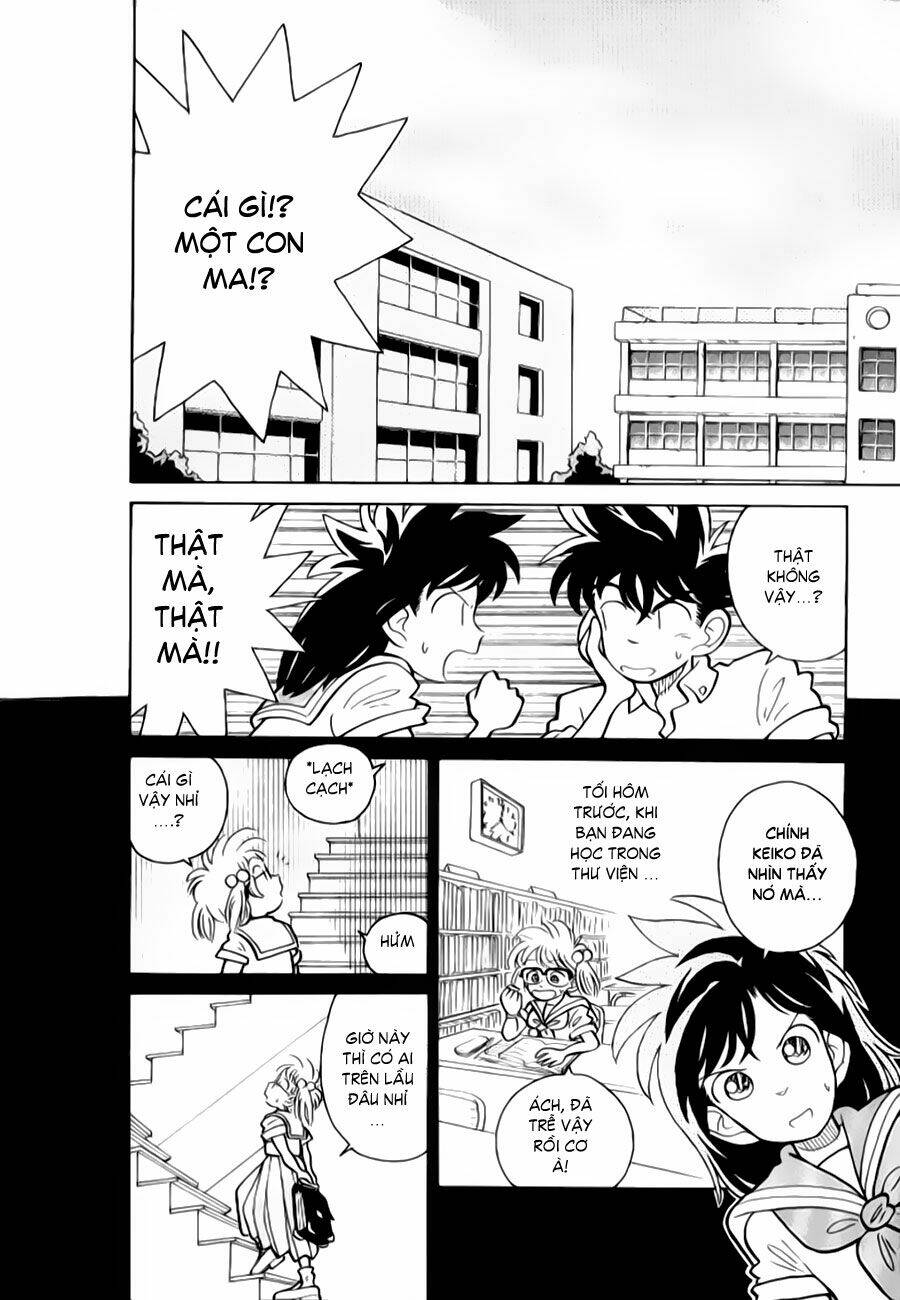 CÁI GÌ!?
MỘT CON
MA!?
THẬT
KHÔNG
VẬY...?
THẬT
MÀ,
THẬT
MÀ!!
CHÍNH
KEIKO ĐÃ
NHÌN THẤY
NÓ MÀ...
TỐI HÔM
TRƯỚC, KHI
BẠN ĐANG
HỌC TRONG
THƯ VIỆN ...
ÁCH, ĐÃ
TRỄ VẬY
RỒI CƠ
À!
*LẠCH
CẠCH*
HỬM
CÁI GÌ
VẬY NHỈ
....?
GIỜ NÀY
THÌ CÓ AI
TRÊN LẦU
ĐÂU NHỈ
...